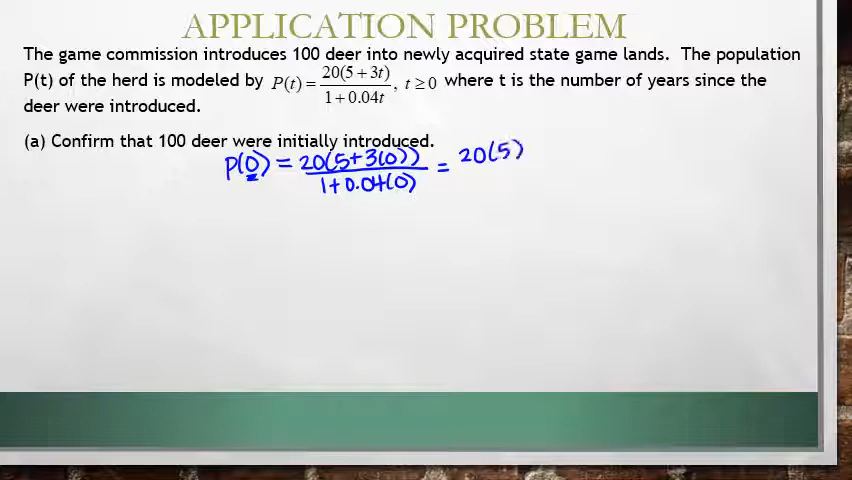 APPLICATION PROBLEM
The game commission introduces 100 deer into newly acquired state game lands. The population
P(t) of the herd is modeled by P(t) = 20(5 + 3t) / 1 + 0.04t , t ≥ 0 where t is the number of years since the
deer were introduced.
(a) Confirm that 100 deer were initially introduced.
P(0) = 20(5+3(0)) / 1+0.04(0) = 20(5)